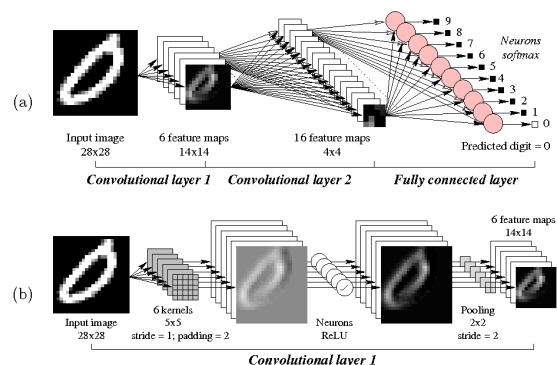 9
8
7
6
5
4
3
2
1
0
Neurons
softmax
(a)
Input image
28x28
6 feature maps
14x14
16 feature maps
4x4
Predicted digit = 0
Convolutional layer 1
Convolutional layer 2
Fully connected layer
6 feature maps
14x14
(b)
Input image
28x28
6 kernels
5x5
stride = 1; padding = 2
Neurons
ReLU
Pooling
2x2
stride = 2
Convolutional layer 1